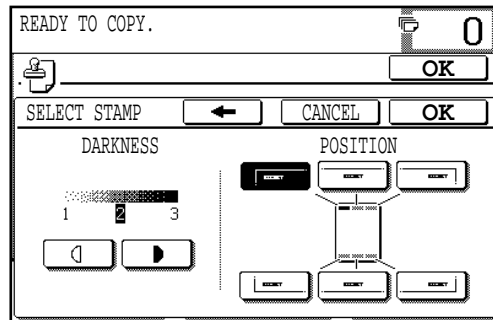 READY TO COPY.
0
OK
SELECT STAMP
CANCEL
OK
DARKNESS
POSITION
1 2 3